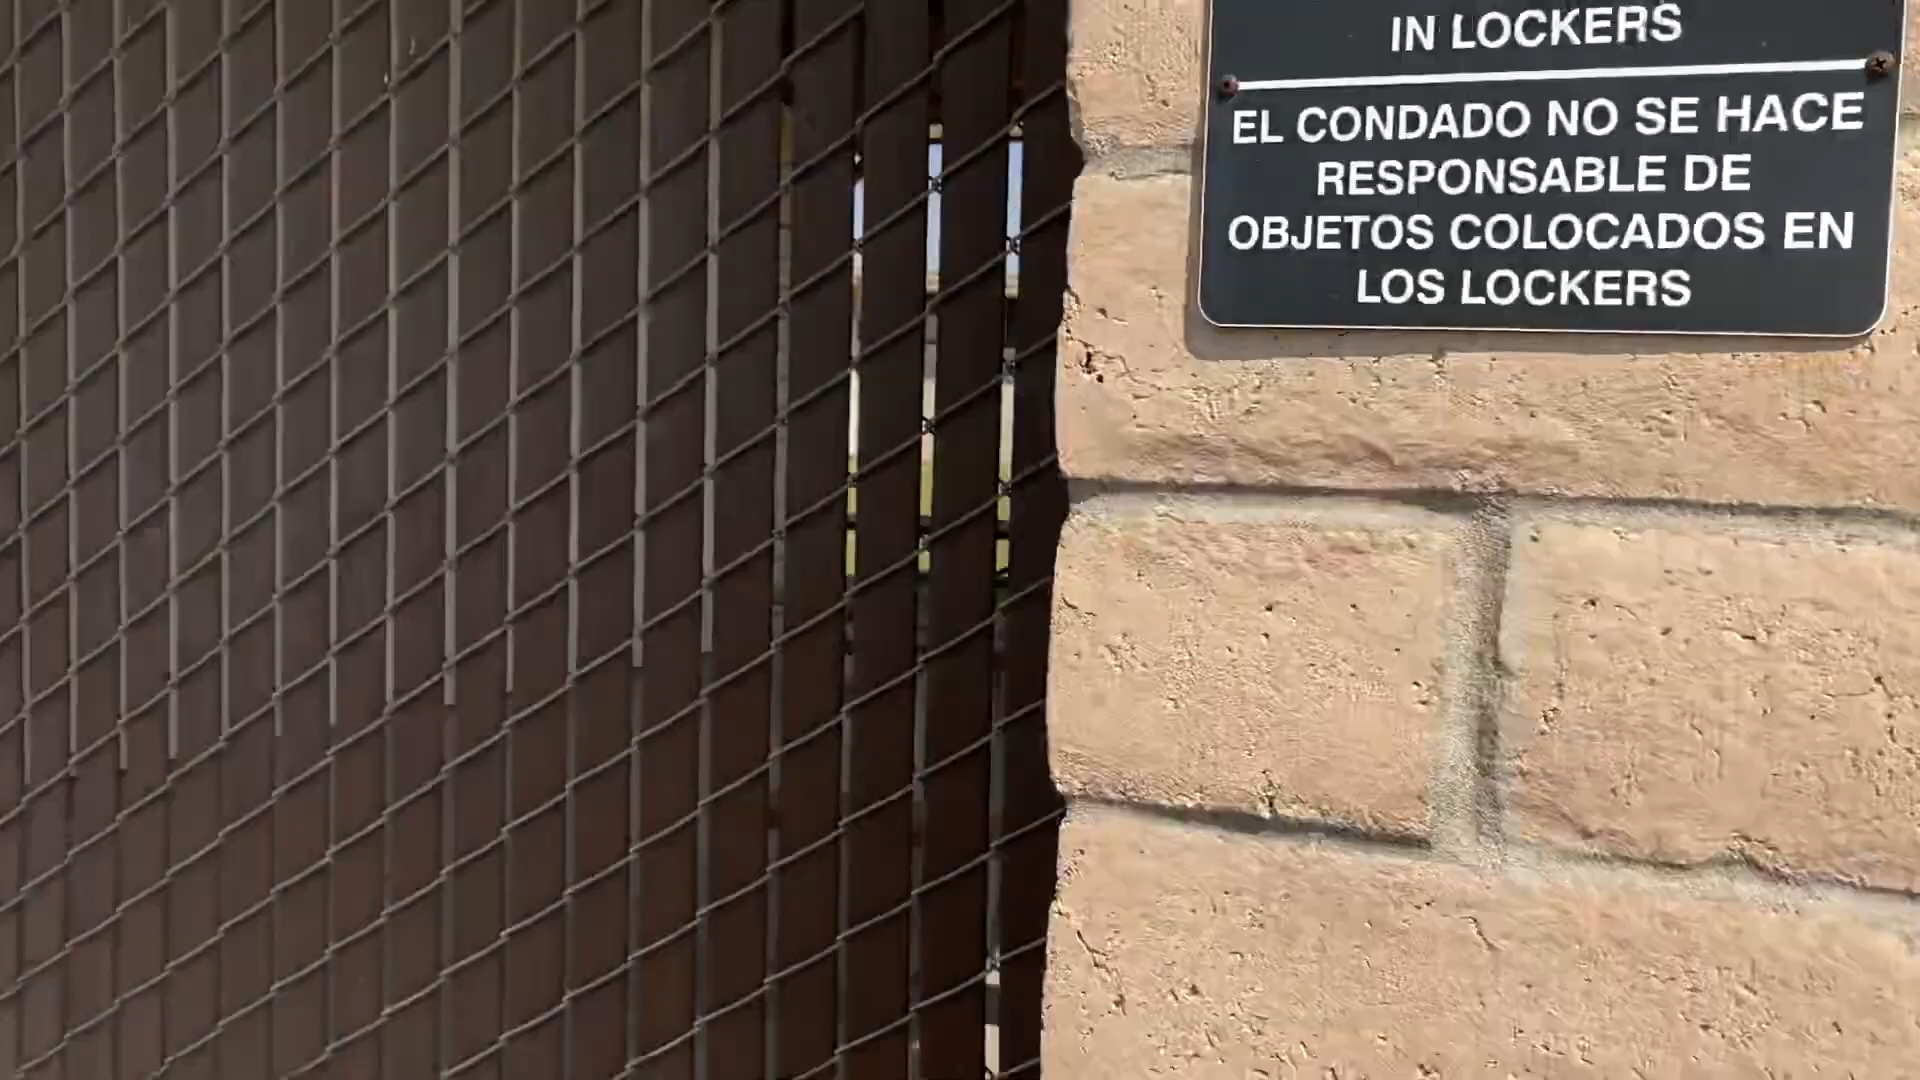 IN LOCKERS
EL CONDADO NO SE HACE
RESPONSABLE DE
OBJETOS COLOCADOS EN
LOS LOCKERS